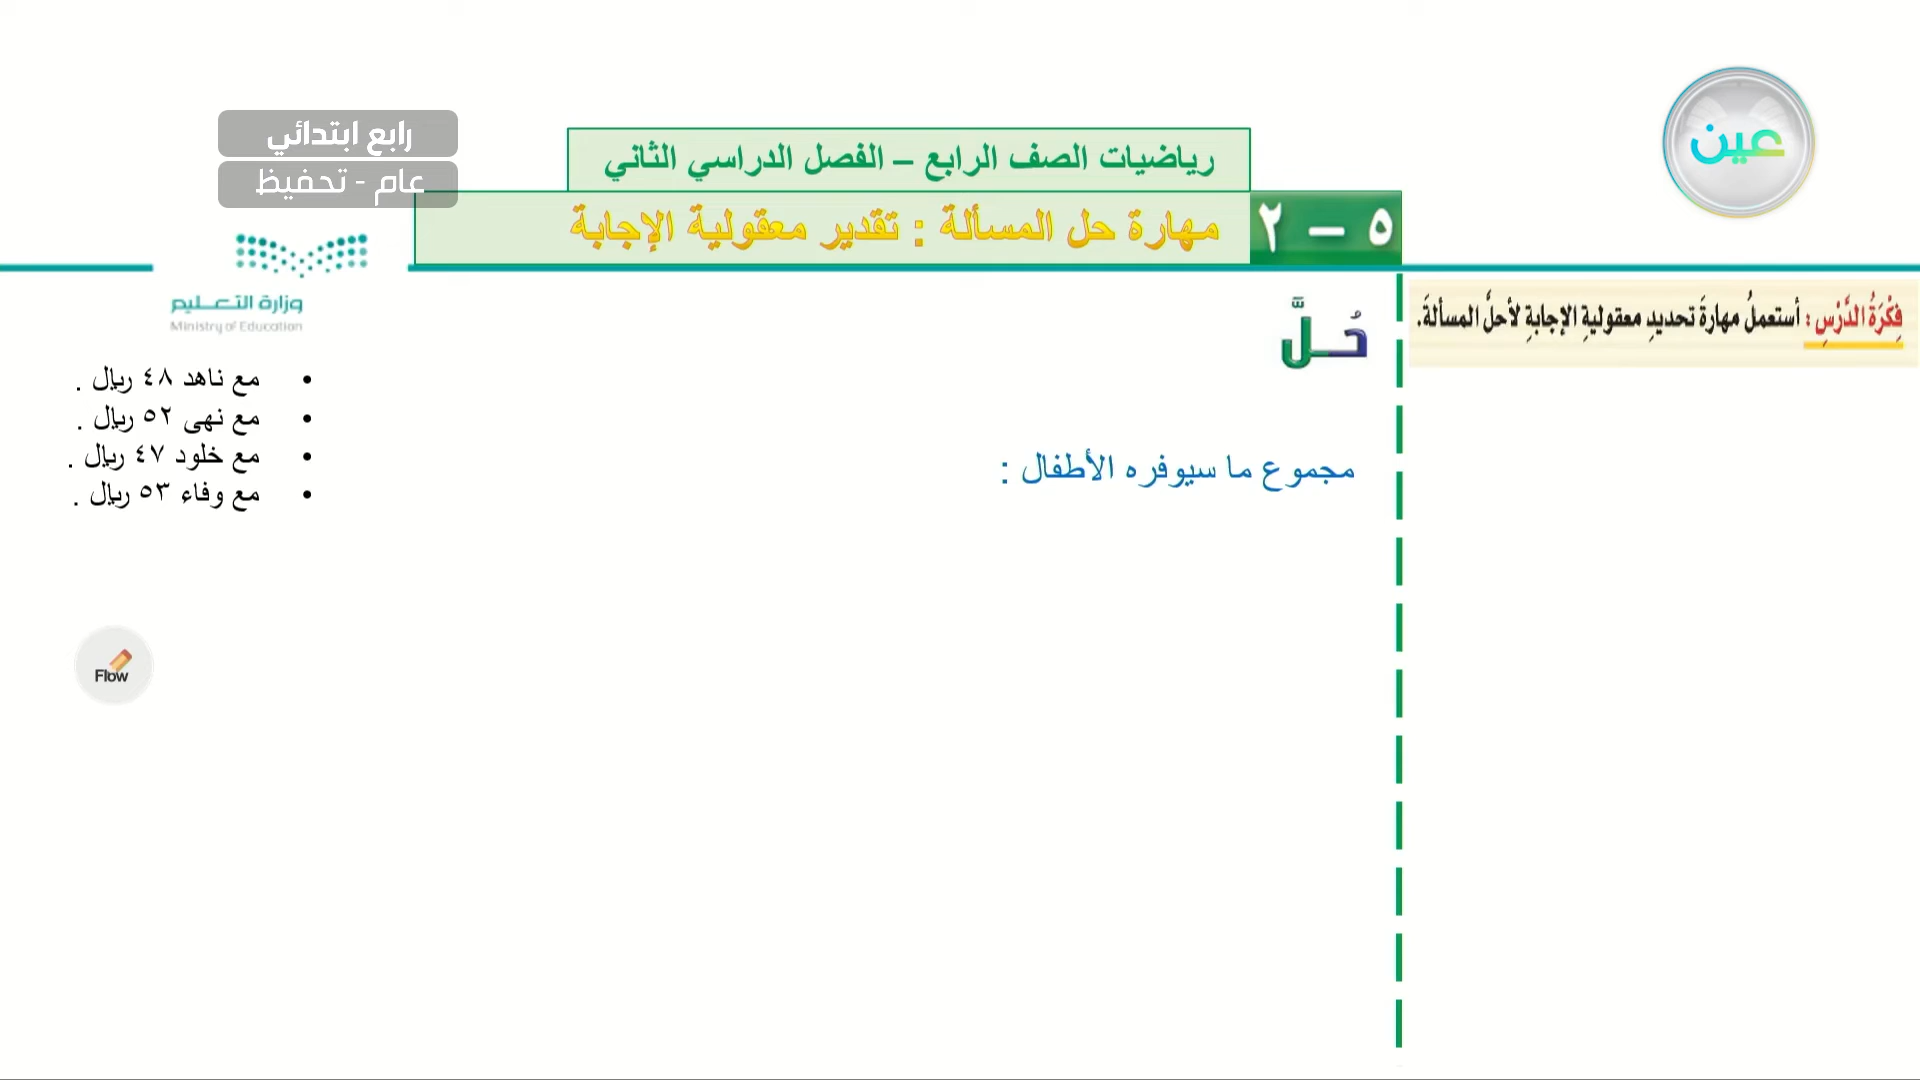 عين
رابع ابتدائي
عام - تحفيظ
رياضيات الصف الرابع – الفصل الدراسي الثاني
٥ – ٢
مهارة حل المسألة : تقدير معقولية الإجابة
وزارة التعليم
Ministry of Education
فِكْرَةُ الدَّرْسِ : أستعملُ مهارةَ تحديدِ معقوليةِ الإجابةِ لأحلَّ المسألةَ.
حُلَّ
مجموع ما سيوفره الأطفال :
• مع ناهد ٤٨ ريال .
• مع نهى ٥٢ ريال .
• مع خلود ٤٧ ريال .
• مع وفاء ٥٣ ريال .
Flow